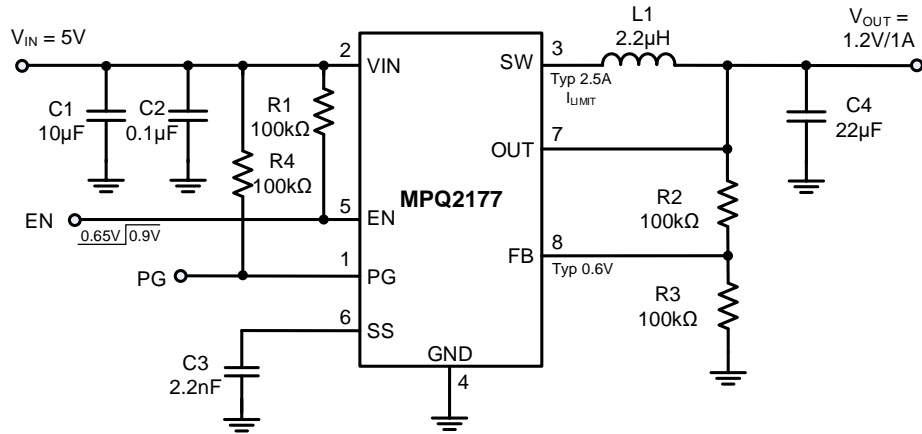 V_IN = 5V
C1
10µF
C2
0.1µF
R1
100kΩ
R4
100kΩ
EN
0.65V 0.9V
PG
C3
2.2nF
2
VIN
5
EN
1
PG
6
SS
MPQ2177
GND
4
3
SW
Typ 2.5A
I_LIMIT
7
OUT
8
FB
Typ 0.6V
L1
2.2µH
V_OUT =
1.2V/1A
C4
22µF
R2
100kΩ
R3
100kΩ